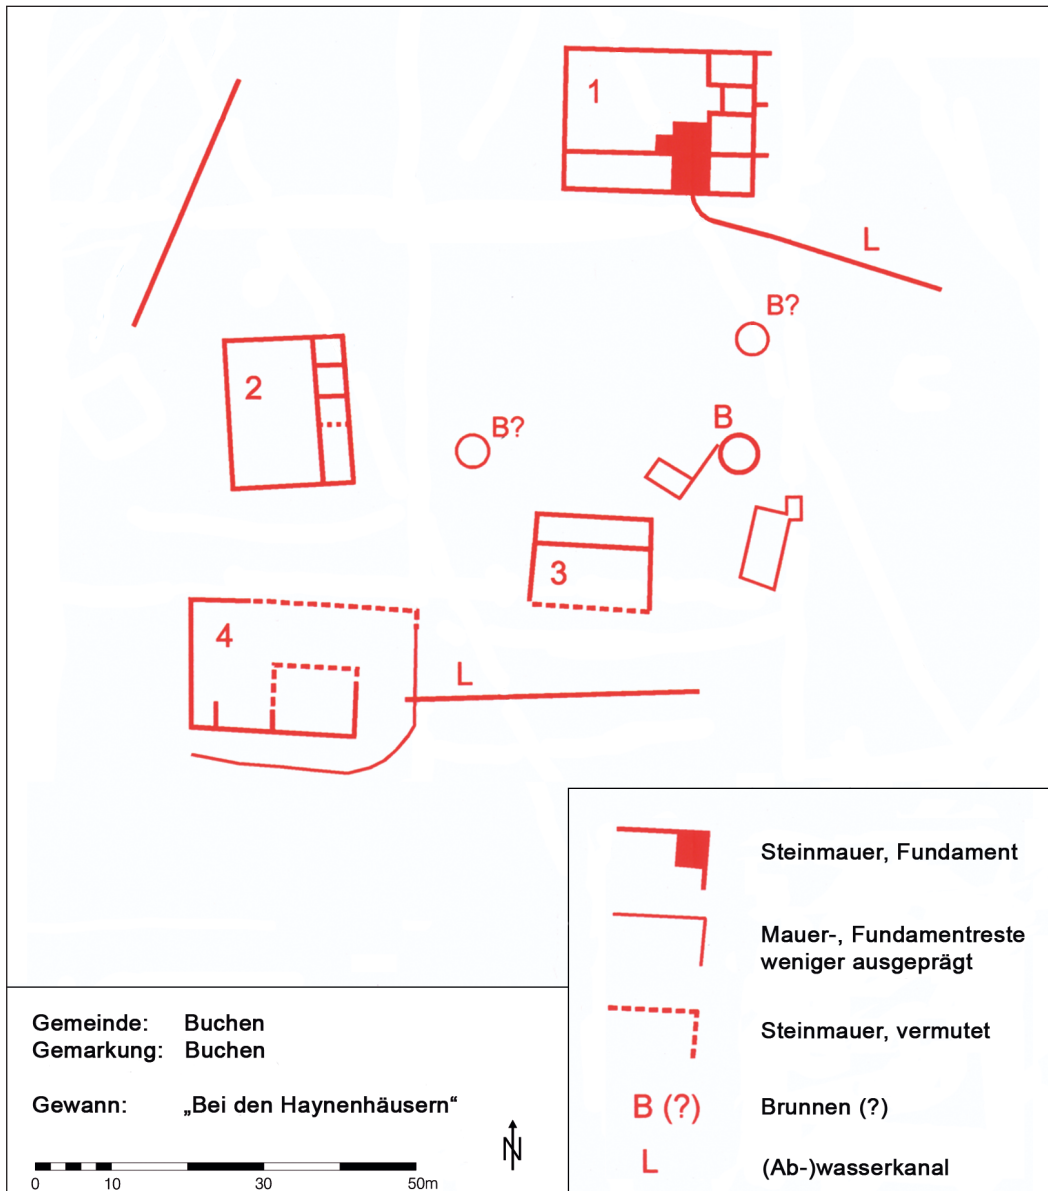 1
L
B?
2
B?
B
3
4
L
Steinmauer, Fundament
Mauer-, Fundamentreste
weniger ausgeprägt
Steinmauer, vermutet
B (?) Brunnen (?)
L (Ab-)wasserkanal
Gemeinde: Buchen
Gemarkung: Buchen
Gewann: „Bei den Haynenhäusern“
N
0 10 30 50m